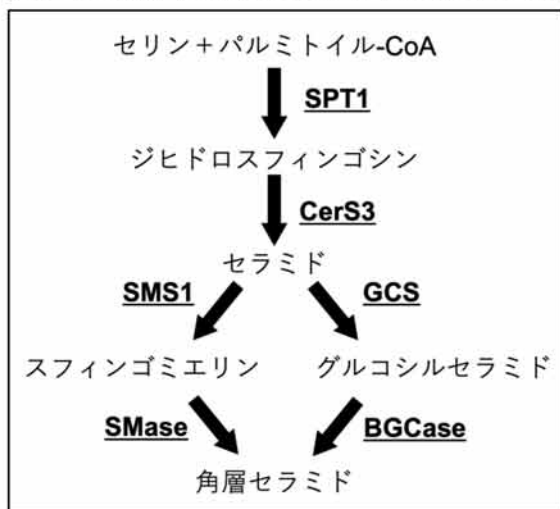 セリン＋パルミトイル-CoA
SPT1
ジヒドロスフィンゴシン
CerS3
セラミド
SMS1 GCS
スフィンゴミエリン グルコシルセラミド
SMase BGCase
角層セラミド